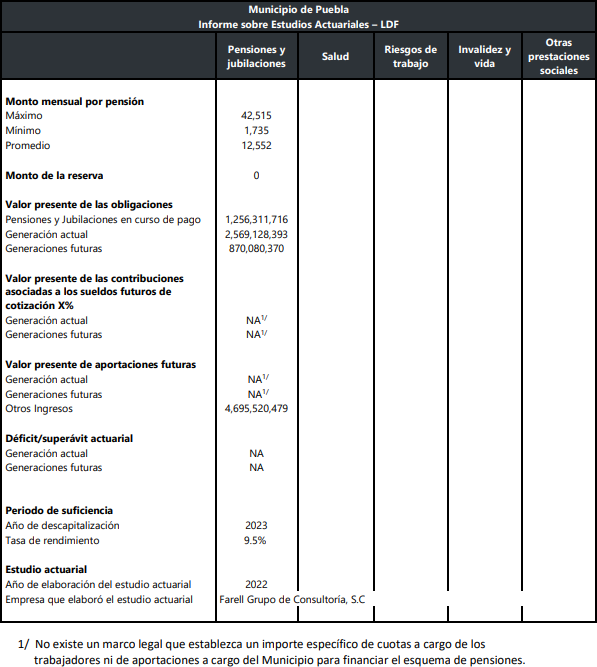 Municipio de Puebla
Informe sobre Estudios Actuariales – LDF
Pensiones y jubilaciones Salud Riesgos de trabajo Invalidez y vida Otras prestaciones sociales
Monto mensual por pensión
Máximo 42,515
Mínimo 1,735
Promedio 12,552
Monto de la reserva 0
Valor presente de las obligaciones
Pensiones y Jubilaciones en curso de pago 1,256,311,716
Generación actual 2,569,128,393
Generaciones futuras 870,080,370
Valor presente de las contribuciones
asociadas a los sueldos futuros de
cotización X%
Generación actual NA1/
Generaciones futuras NA1/
Valor presente de aportaciones futuras
Generación actual NA1/
Generaciones futuras NA1/
Otros Ingresos 4,695,520,479
Déficit/superávit actuarial
Generación actual NA
Generaciones futuras NA
Periodo de suficiencia
Año de descapitalización 2023
Tasa de rendimiento 9.5%
Estudio actuarial
Año de elaboración del estudio actuarial 2022
Empresa que elaboró el estudio actuarial Farell Grupo de Consultoría, S.C
1/ No existe un marco legal que establezca un importe específico de cuotas a cargo de los
trabajadores ni de aportaciones a cargo del Municipio para financiar el esquema de pensiones.